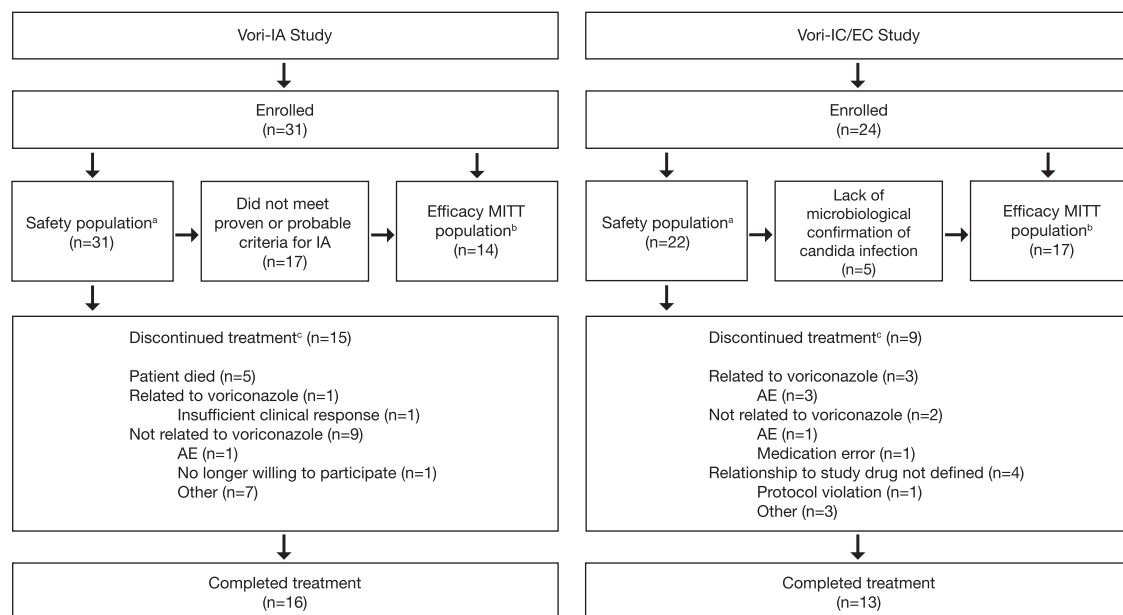 Vori-IA Study
Enrolled
(n=31)
Safety populationᵃ
(n=31)
Did not meet
proven or probable
criteria for IA
(n=17)
Efficacy MITT
populationᵇ
(n=14)
Discontinued treatmentᶜ (n=15)
Patient died (n=5)
Related to voriconazole (n=1)
Insufficient clinical response (n=1)
Not related to voriconazole (n=9)
AE (n=1)
No longer willing to participate (n=1)
Other (n=7)
Completed treatment
(n=16)
Vori-IC/EC Study
Enrolled
(n=24)
Safety populationᵃ
(n=22)
Lack of
microbiological
confirmation of
candida infection
(n=5)
Efficacy MITT
populationᵇ
(n=17)
Discontinued treatmentᶜ (n=9)
Related to voriconazole (n=3)
AE (n=3)
Not related to voriconazole (n=2)
AE (n=1)
Medication error (n=1)
Relationship to study drug not defined (n=4)
Protocol violation (n=1)
Other (n=3)
Completed treatment
(n=13)